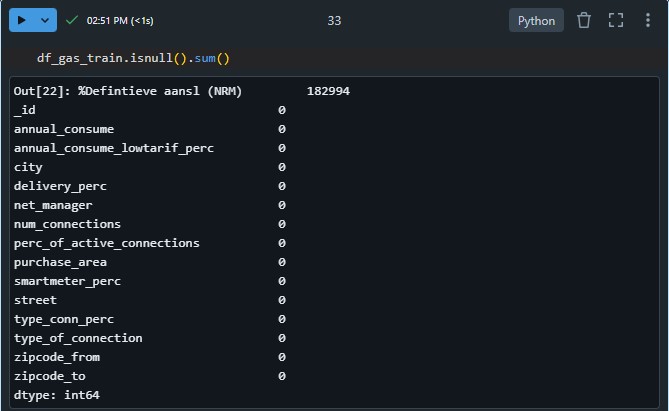 02:51 PM (<1s)
33
Python
df_gas_train.isnull().sum()
Out[22]: %Defintieve aansl (NRM) 182994
_id 0
annual_consume 0
annual_consume_lowtarif_perc 0
city 0
delivery_perc 0
net_manager 0
num_connections 0
perc_of_active_connections 0
purchase_area 0
smartmeter_perc 0
street 0
type_conn_perc 0
type_of_connection 0
zipcode_from 0
zipcode_to 0
dtype: int64